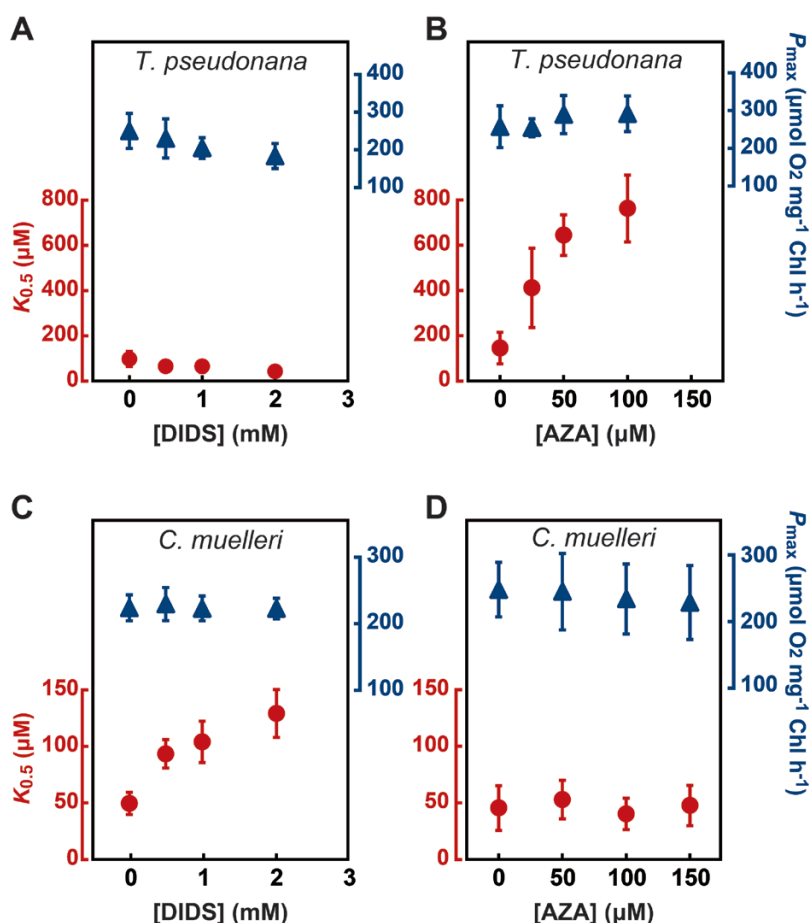 A
T. pseudonana
400
300
200
100
800
600
400
200
0
K0.5 (µM)
0 1 2 3
[DIDS] (mM)
B
T. pseudonana
400
300
200
100
Pmax (µmol O2 mg-1 Chl h-1)
800
600
400
200
0
0 50 100 150
[AZA] (µM)
C
C. muelleri
300
200
100
150
100
50
0
K0.5 (µM)
0 1 2 3
[DIDS] (mM)
D
C. muelleri
300
200
100
Pmax (µmol O2 mg-1 Chl h-1)
150
100
50
0
0 50 100 150
[AZA] (µM)